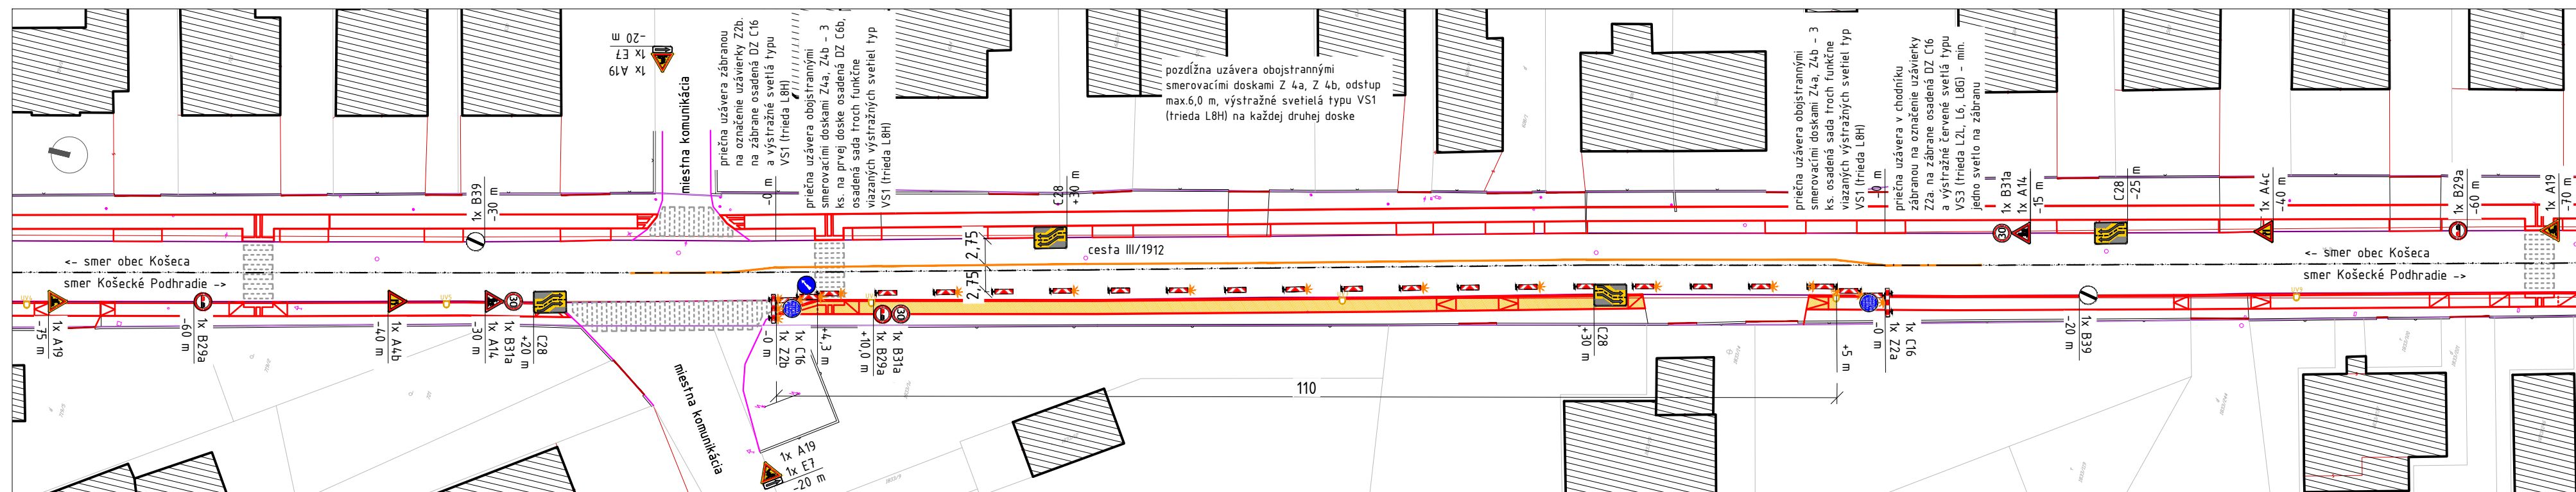 1x A19
1x E7
-20 m
miestna komunikácia
priečna uzávera zábranou
na označenie uzávierky Z2b.
na zábrane osadená DZ C16
a výstražné svetlá typu
VS1 (trieda L8H)
-0 m
priečna uzávera obojstrannými
smerovacími doskami Z4a, Z4b - 3
ks. na prvej doske osadená DZ C6b,
osadená sada troch funkčne
viazaných výstražných svetiel typ
VS1 (trieda L8H)
pozdĺžna uzávera obojstrannými
smerovacími doskami Z 4a, Z 4b, odstup
max.6,0 m, výstražné svetielá typu VS1
(trieda L8H) na každej druhej doske
priečna uzávera obojstrannými
smerovacími doskami Z4a, Z4b - 3
ks. osadená sada troch funkčne
viazaných výstražných svetiel typ
VS1 (trieda L8H)
-0 m
priečna uzávera v chodníku
zábranou na označenie uzávierky
Z2a. na zábrane osadená DZ C16
a výstražné červené svetlá typu
VS3 (trieda L2L, L6, L8G) - min.
jedno svetlo na zábranu
1x B39
-30 m
C28
+30 m
1x B31a
1x A14
-15 m
C28
-25 m
1x A4c
-40 m
1x B29a
-60 m
1x A19
-70 m
<- smer obec Košeca
smer Košecké Podhradie ->
2,75
2,75
cesta III/1912
<- smer obec Košeca
smer Košecké Podhradie ->
30
30
30
1x A19
-75 m
1x B29a
-60 m
1x A4b
-40 m
1x B31a
1x A14
-30 m
C28
+20 m
1x C16
1x Z2b
-0 m
+4,3 m
1x B31a
1x B29a
+10,0 m
C28
+30 m
+5 m
1x C16
1x Z2a
-0 m
1x B39
-20 m
110
miestna komunikácia
1x A19
1x E7
-20 m